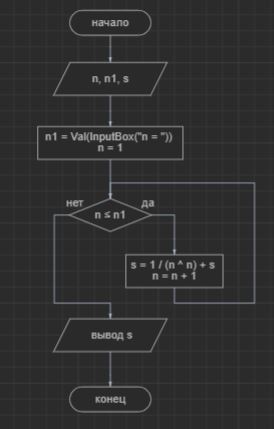 начало
n, n1, s
n1 = Val(InputBox("n = "))
n = 1
нет
да
n ≤ n1
s = 1 / (n ^ n) + s
n = n + 1
вывод s
конец